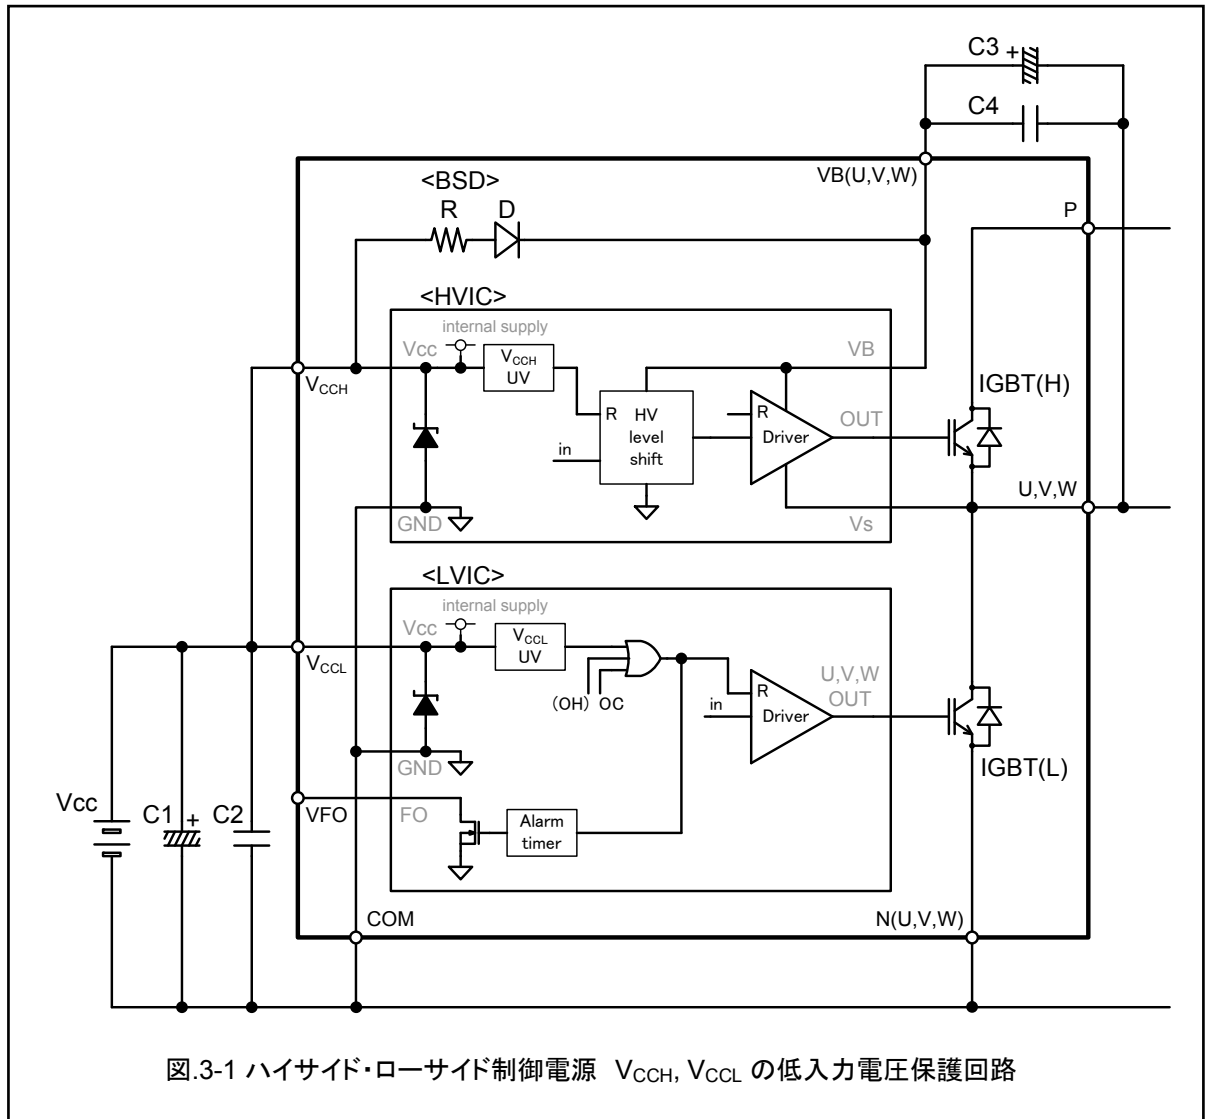 C3 +
C4
VB(U,V,W)
<BSD>
R D
P
<HVIC>
internal supply
Vcc
VCCH
UV
VB
VCCH
IGBT(H)
R HV
level
shift
R
Driver
OUT
in
U,V,W
GND
Vs
<LVIC>
internal supply
Vcc
VCCL
UV
VCCL
(OH) OC
U,V,W
OUT
R
Driver
in
GND
IGBT(L)
Vcc
C1 +
C2
VFO
FO
Alarm
timer
COM
N(U,V,W)
図.3-1 ハイサイド・ローサイド制御電源 VCCH, VCCL の低入力電圧保護回路